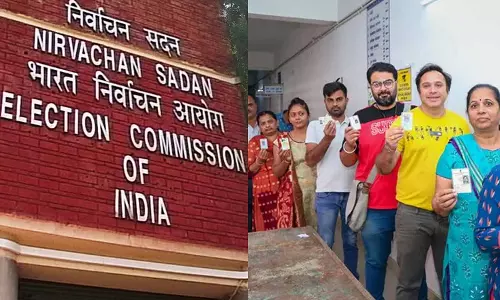 निर्वाचन सदन
NIRVACHAN SADAN
भारत निर्वाचन आयोग
ELECTION COMMISSION
OF
INDIA